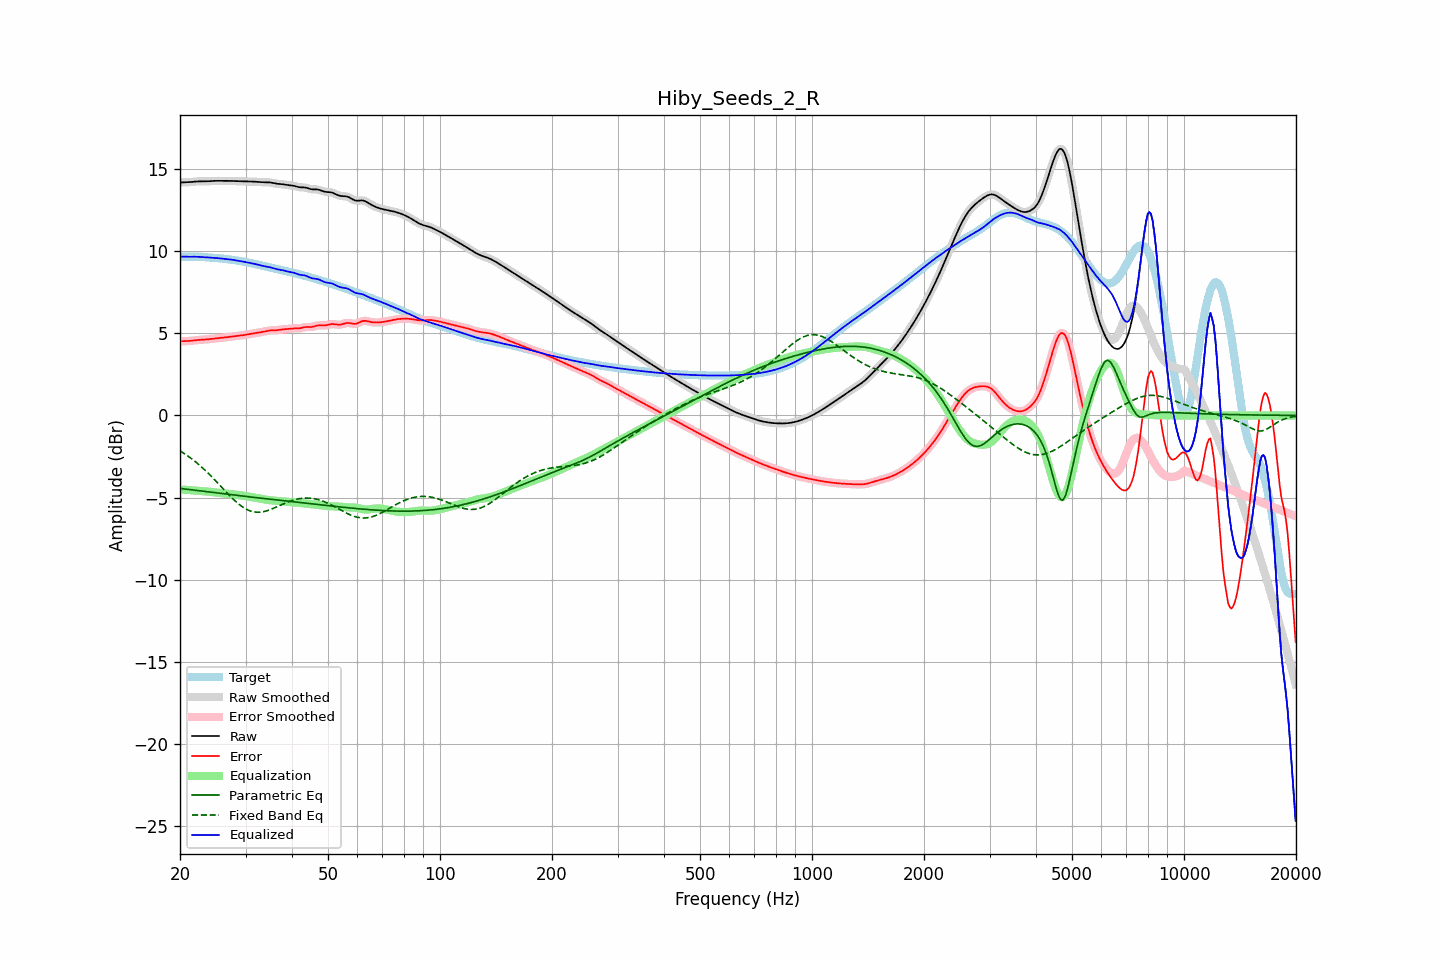 Hiby_Seeds_2_R
Amplitude (dBr)
15
10
5
0
−5
−10
−15
−20
−25
Target
Raw Smoothed
Error Smoothed
Raw
Error
Equalization
Parametric Eq
Fixed Band Eq
Equalized
20 50 100 200 500 1000 2000 5000 10000 20000
Frequency (Hz)